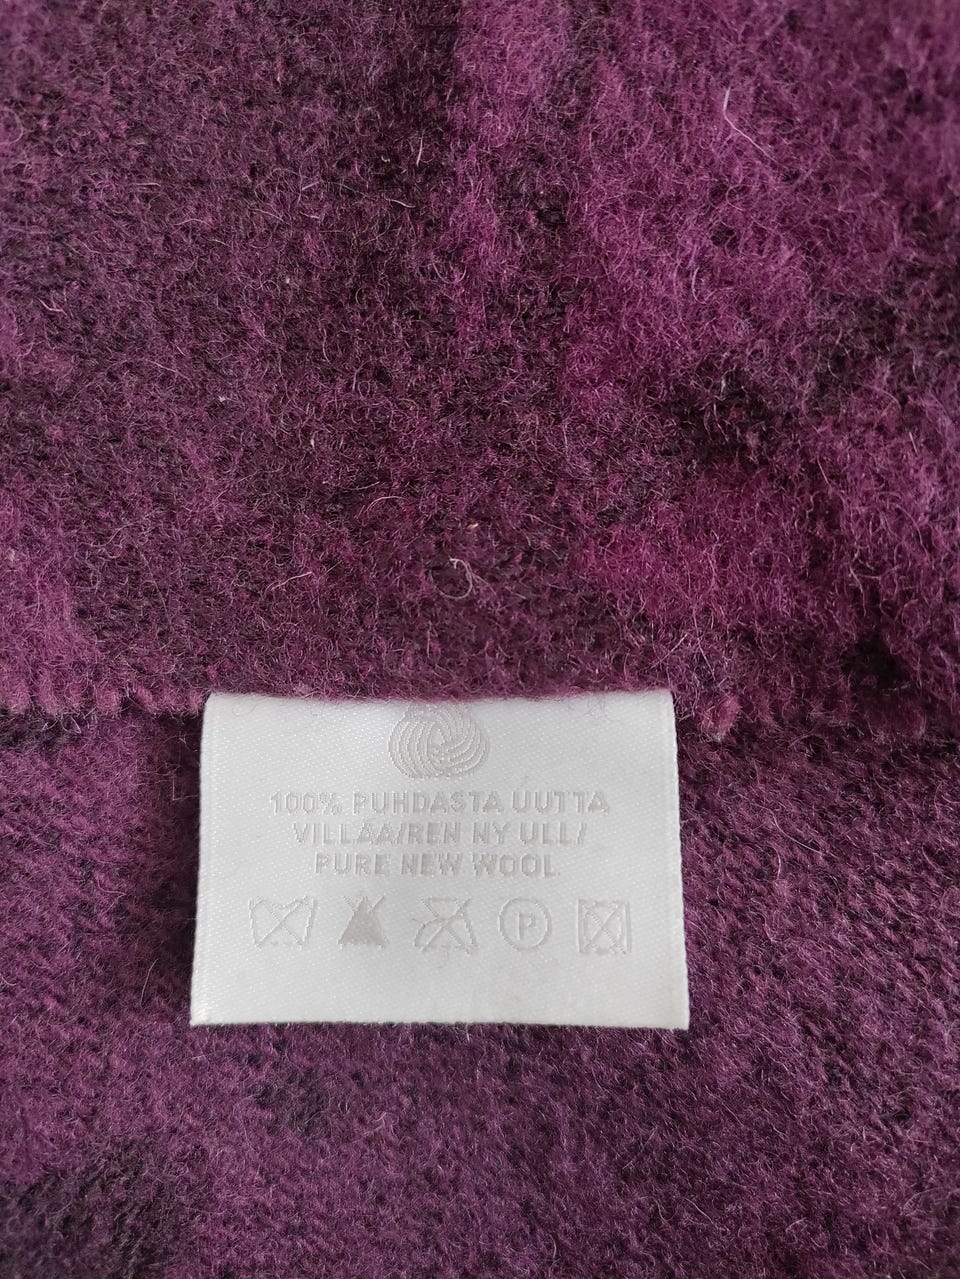 100% PUHDASTA UUTTA
VILLAA/REN NY ULL/
PURE NEW WOOL
P